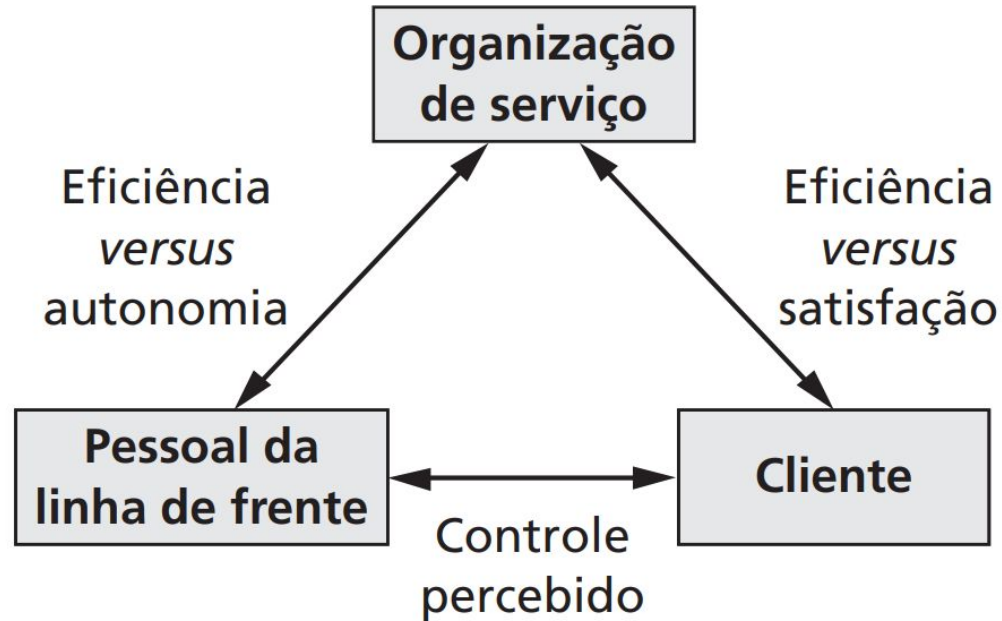 Organização
de serviço
Eficiência
versus
autonomia
Eficiência
versus
satisfação
Pessoal da
linha de frente
Cliente
Controle
percebido